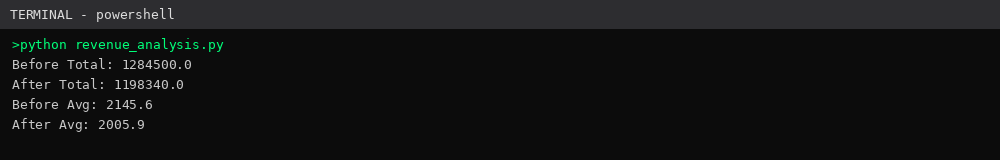 TERMINAL - powershell
>python revenue_analysis.py
Before Total: 1284500.0
After Total: 1198340.0
Before Avg: 2145.6
After Avg: 2005.9